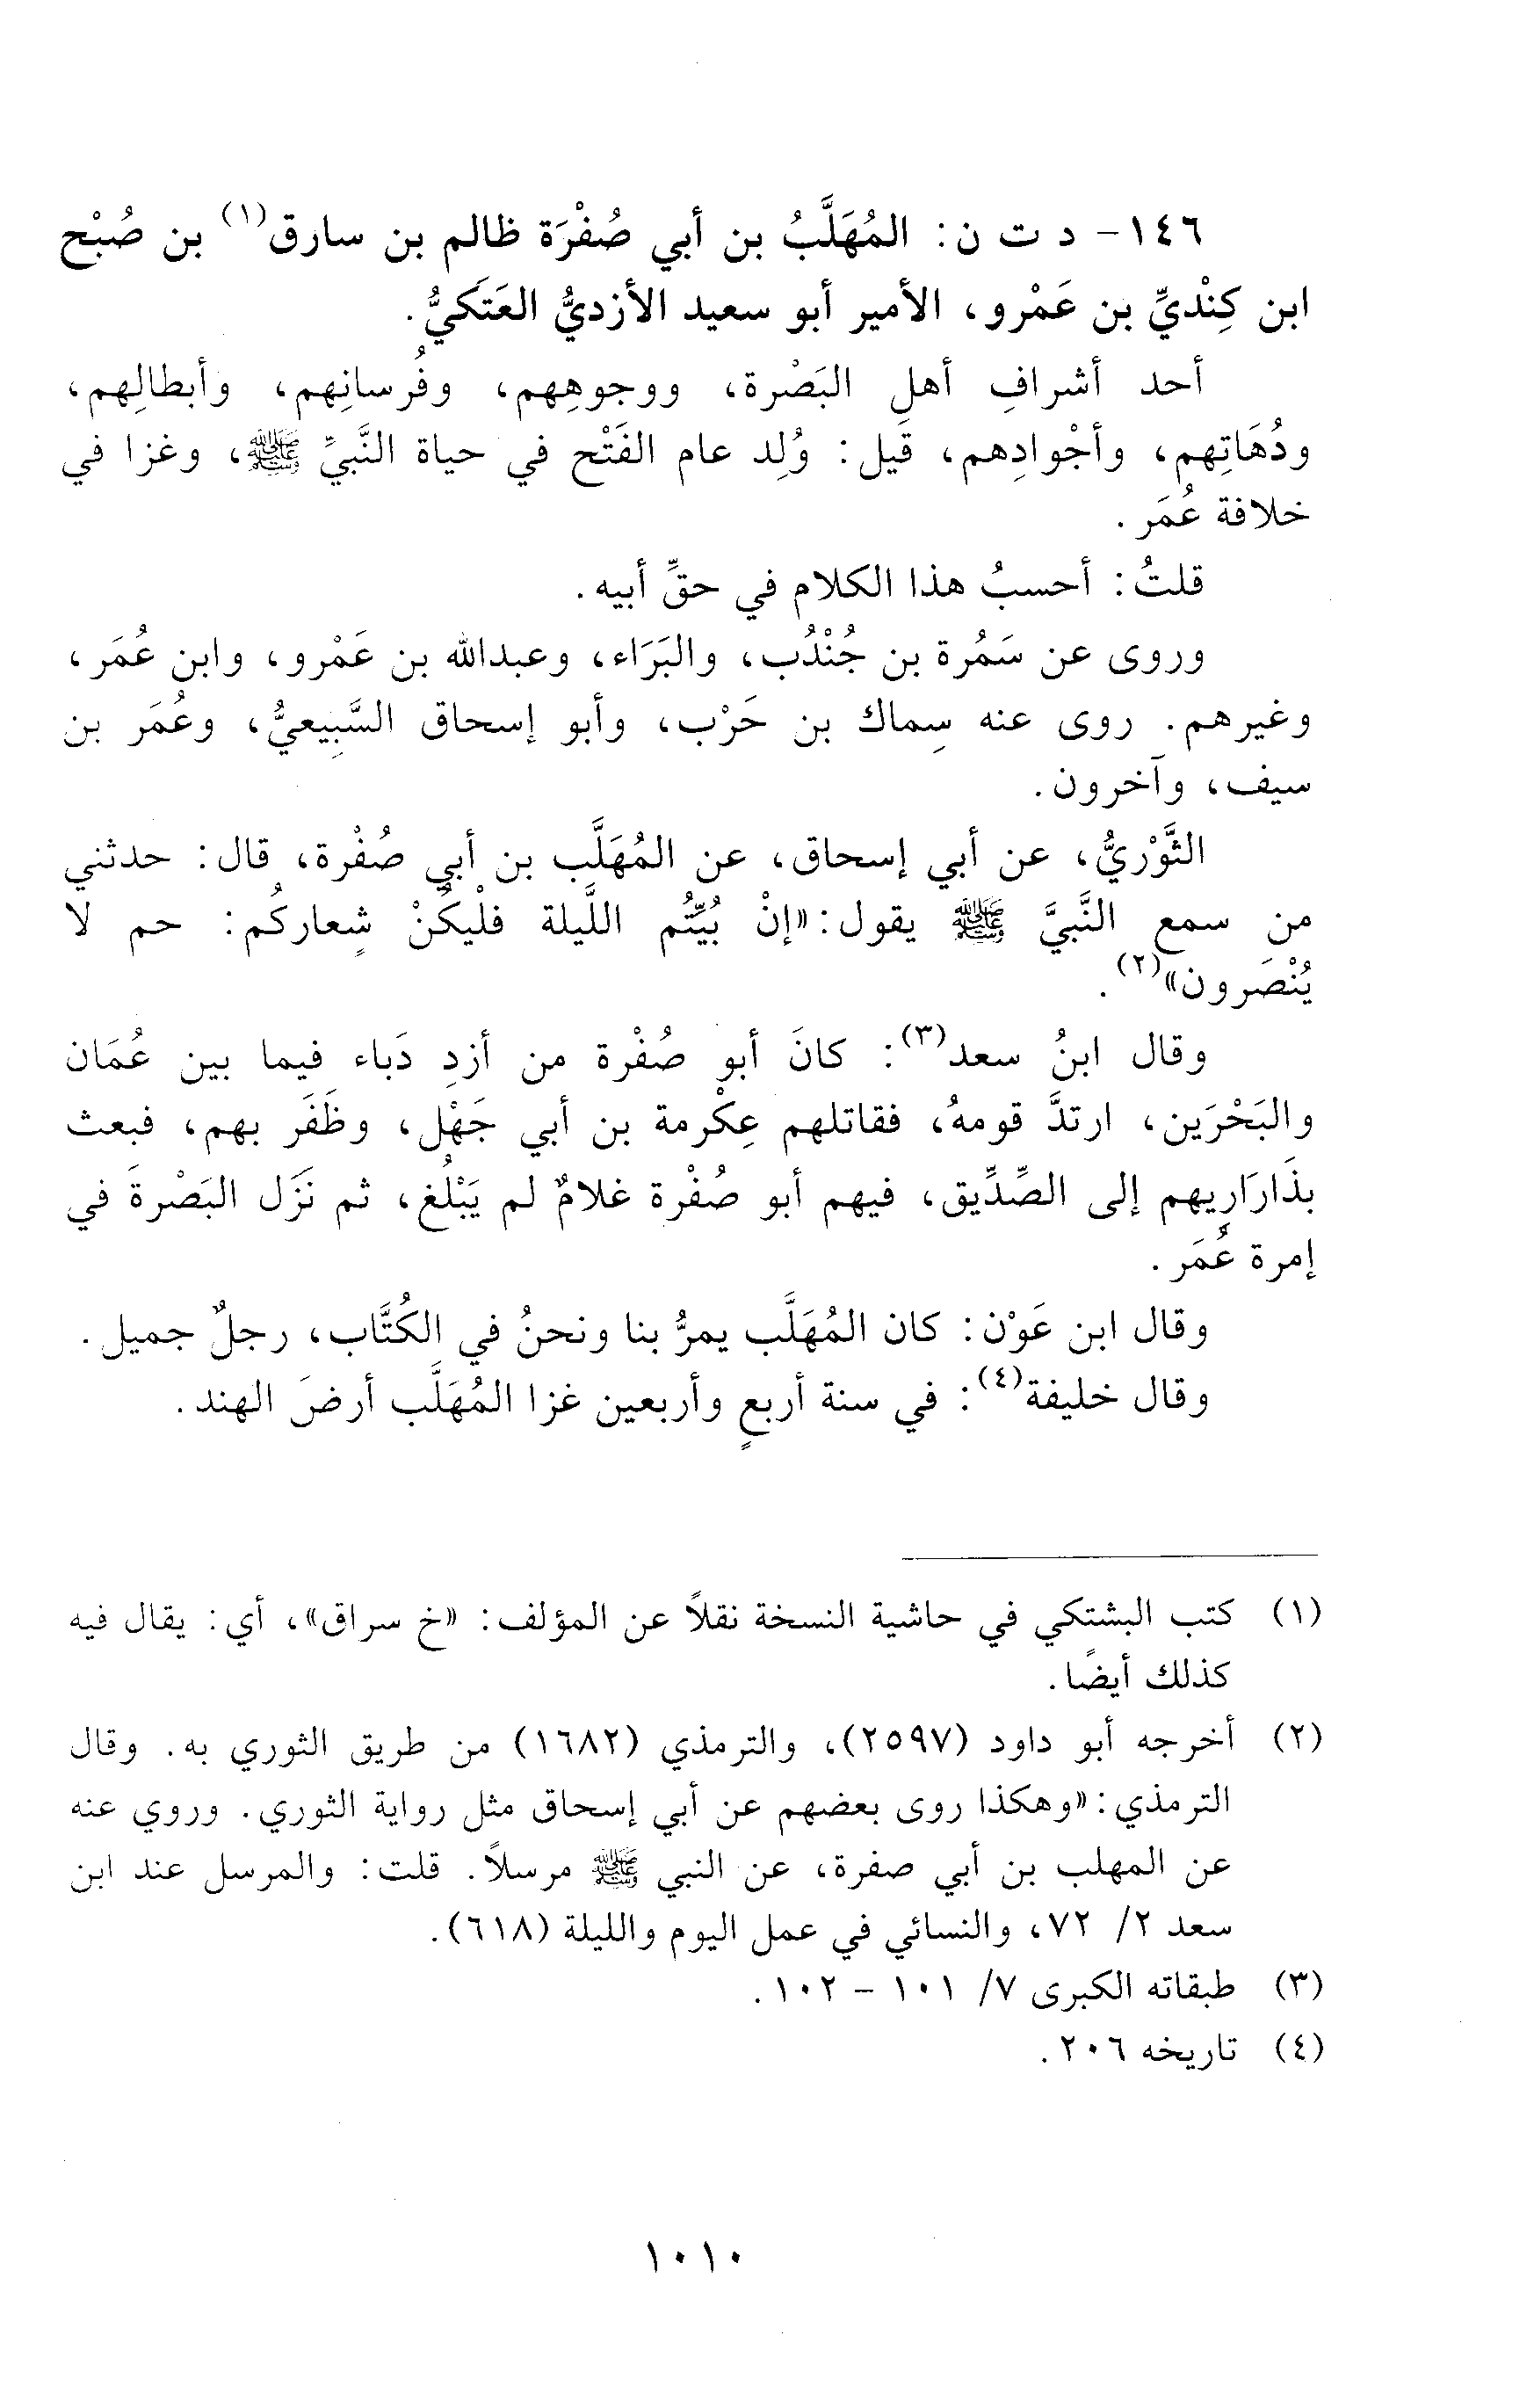 ١٤٦- د ت ن: المُهَلَّبُ بن أبي صُفْرَة ظالم بن سارق(١) بن صُبْح
ابن كِنْديِّ بن عَمْرو، الأمير أبو سعيد الأزديُّ العَتَكيُّ.
أحد أشرافِ أهلِ البَصْرة، ووجوهِهم، وفُرسانِهم، وأبطالِهم،
ودُهَاتِهم، وأجْوادِهم، قيل: وُلِد عام الفَتْح في حياة النَّبيِّ ﷺ، وغزا في
خلافة عُمَر.
قلتُ: أحسبُ هذا الكلام في حقِّ أبيه.
وروى عن سَمُرة بن جُنْدُب، والبَرَاء، وعبدالله بن عَمْرو، وابن عُمَر،
وغيرهم. روى عنه سِماك بن حَرْب، وأبو إسحاق السَّبِيعيُّ، وعُمَر بن
سيف، وآخرون.
الثَّوْريُّ، عن أبي إسحاق، عن المُهَلَّب بن أبي صُفْرة، قال: حدثني
من سمع النَّبيَّ ﷺ يقول: «إنْ بُيِّتُم اللَّيلة فلْيكُنْ شِعاركُم: حم لا
يُنْصَرون»(٢).
وقال ابنُ سعد(٣): كانَ أبو صُفْرة من أزدِ دَباء فيما بين عُمَان
والبَحْرَين، ارتدَّ قومهُ، فقاتلهم عِكْرمة بن أبي جَهْل، وظَفَر بهم، فبعث
بذَارَارِيهم إلى الصِّدِّيق، فيهم أبو صُفْرة غلامٌ لم يَبْلُغ، ثم نَزَل البَصْرةَ في
إمرة عُمَر.
وقال ابن عَوْن: كان المُهَلَّب يمرُّ بنا ونحنُ في الكُتَّاب، رجلٌ جميل.
وقال خليفة(٤): في سنة أربعٍ وأربعين غزا المُهَلَّب أرضَ الهند.
(١) كتب البشتكي في حاشية النسخة نقلاً عن المؤلف: «خ سراق»، أي: يقال فيه
كذلك أيضًا.
(٢) أخرجه أبو داود (٢٥٩٧)، والترمذي (١٦٨٢) من طريق الثوري به. وقال
الترمذي: «وهكذا روى بعضهم عن أبي إسحاق مثل رواية الثوري. وروي عنه
عن المهلب بن أبي صفرة، عن النبي ﷺ مرسلاً. قلت: والمرسل عند ابن
سعد ٢/ ٧٢، والنسائي في عمل اليوم والليلة (٦١٨).
(٣) طبقاته الكبرى ٧/ ١٠١ - ١٠٢.
(٤) تاريخه ٢٠٦.
١٠١٠